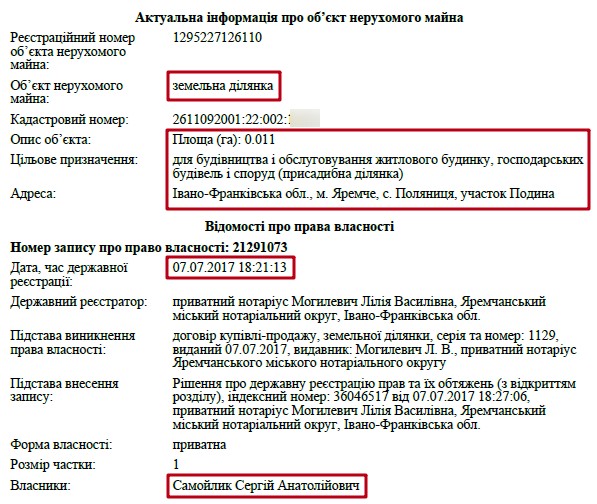 Актуальна інформація про об’єкт нерухомого майна
Реєстраційний номер 1295227126110
об’єкта нерухомого
майна:
Об’єкт нерухомого земельна ділянка
майна:
Кадастровий номер: 2611092001:22:002:
Опис об’єкта: Площа (га): 0.011
Цільове призначення: для будівництва і обслуговування житлового будинку, господарських
будівель і споруд (присадибна ділянка)
Адреса: Івано-Франківська обл., м. Яремче, с. Поляниця, участок Подина
Відомості про права власності
Номер запису про право власності: 21291073
Дата, час державної 07.07.2017 18:21:13
реєстрації:
Державний реєстратор: приватний нотаріус Могилевич Лілія Василівна, Яремчанський
міський нотаріальний округ, Івано-Франківська обл.
Підстава виникнення договір купівлі-продажу, земельної ділянки, серія та номер: 1129,
права власності: виданий 07.07.2017, видавник: Могилевич Л. В., приватний нотаріус
Яремчанського міського нотаріального округу
Підстава внесення Рішення про державну реєстрацію прав та їх обтяжень (з відкриттям
запису: розділу), індексний номер: 36046517 від 07.07.2017 18:27:06,
приватний нотаріус Могилевич Лілія Василівна, Яремчанський
міський нотаріальний округ, Івано-Франківська обл.
Форма власності: приватна
Розмір частки: 1
Власники: Самойлик Сергій Анатолійович